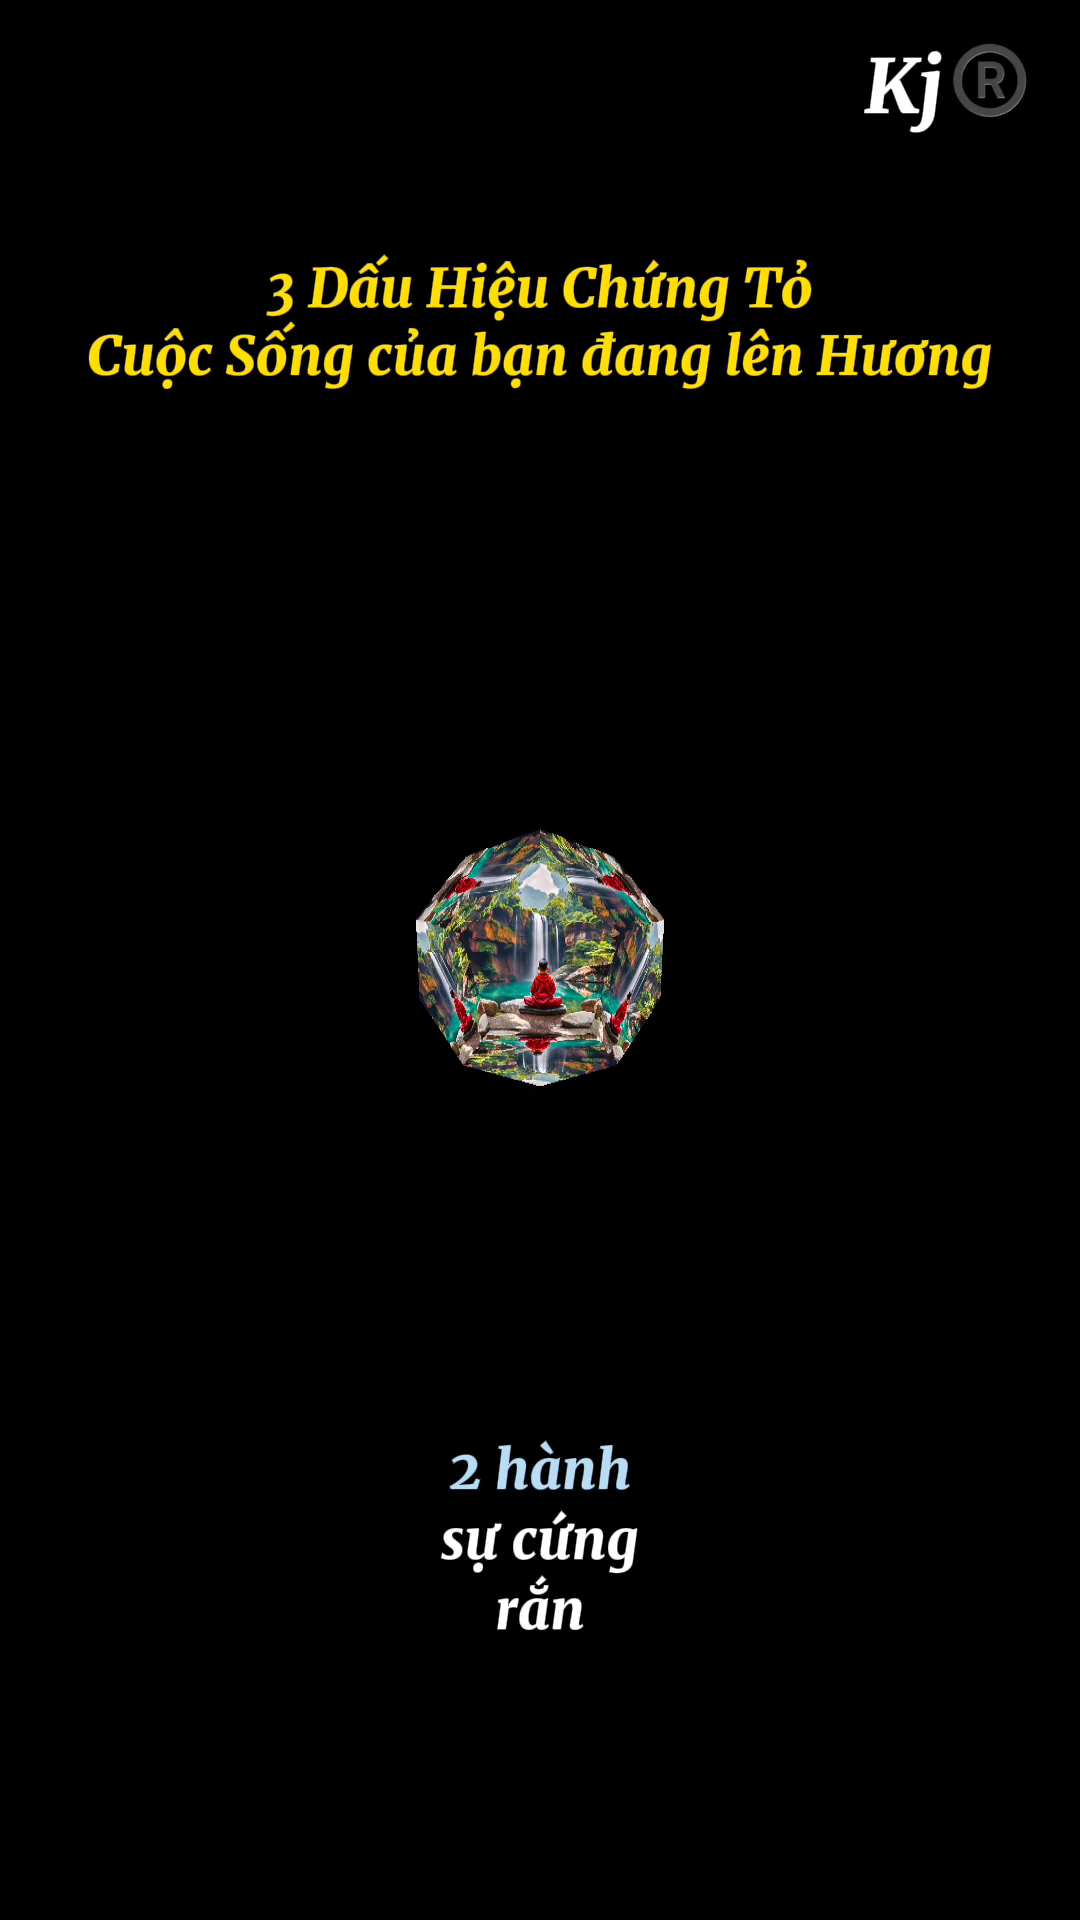 Kj®
3 Dấu Hiệu Chứng Tỏ
Cuộc Sống của bạn đang lên Hương
2 hành
sự cứng
rắn